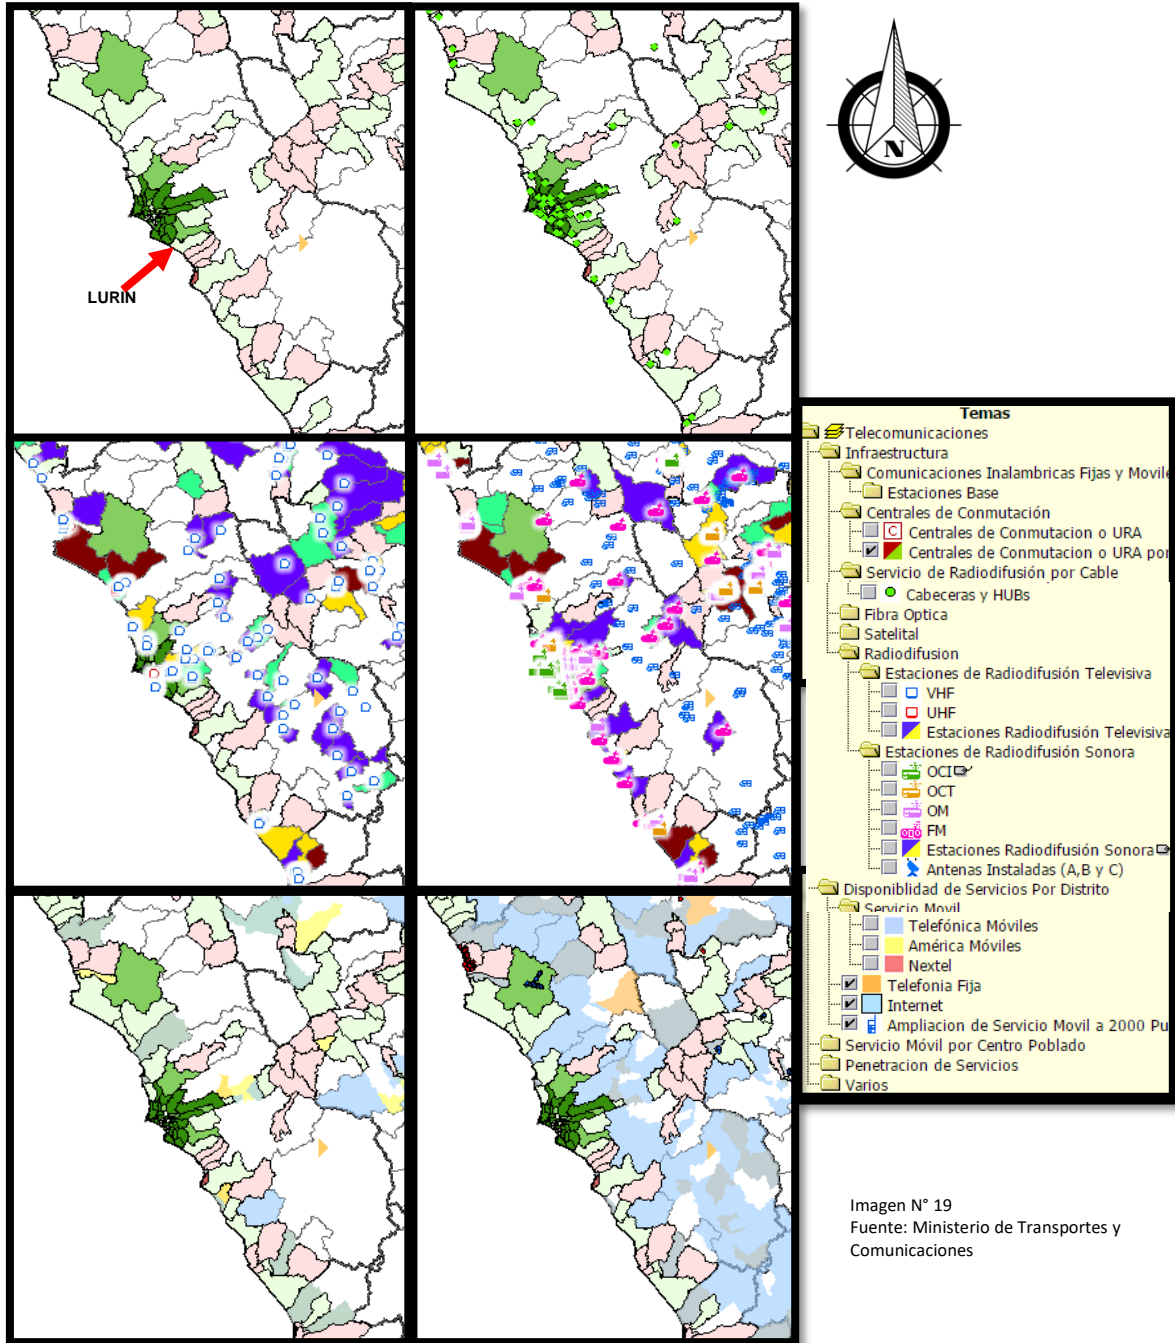 N
LURIN
Temas
Telecomunicaciones
Infraestructura
Comunicaciones Inalambricas Fijas y Movile
Estaciones Base
Centrales de Conmutación
C Centrales de Conmutacion o URA
Centrales de Conmutacion o URA por
Servicio de Radiodifusión por Cable
Cabeceras y HUBs
Fibra Optica
Satelital
Radiodifusion
Estaciones de Radiodifusión Televisiva
VHF
UHF
Estaciones Radiodifusión Televisiva
Estaciones de Radiodifusión Sonora
OCI
OCT
OM
FM
Estaciones Radiodifusión Sonora
Antenas Instaladas (A,B y C)
Disponiblidad de Servicios Por Distrito
Servicio Movil
Telefónica Móviles
América Móviles
Nextel
Telefonia Fija
Internet
Ampliacion de Servicio Movil a 2000 Pu
Servicio Móvil por Centro Poblado
Penetracion de Servicios
Varios
Imagen N° 19
Fuente: Ministerio de Transportes y
Comunicaciones